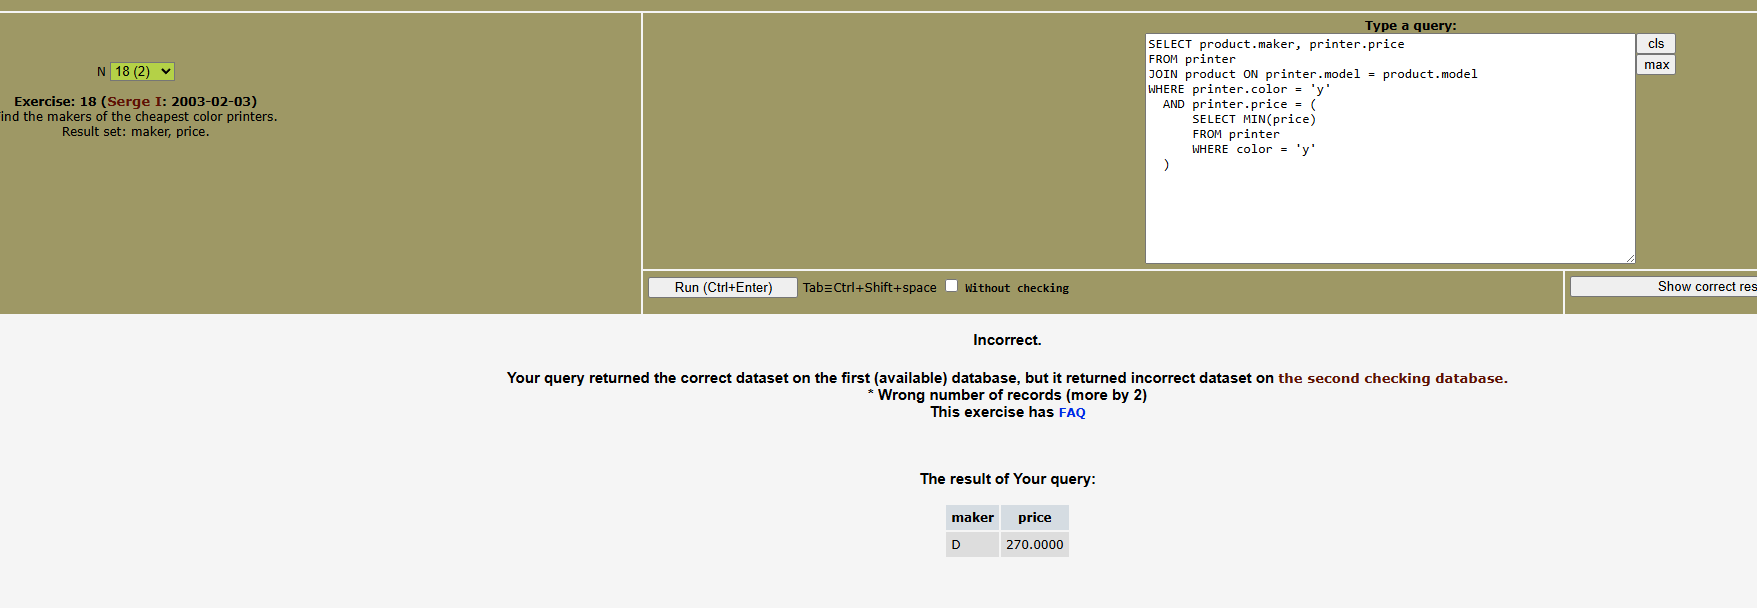 N 18 (2)
Exercise: 18 (Serge I: 2003-02-03)
ind the makers of the cheapest color printers.
Result set: maker, price.
Type a query:
SELECT product.maker, printer.price
FROM printer
JOIN product ON printer.model = product.model
WHERE printer.color = 'y'
  AND printer.price = (
      SELECT MIN(price)
      FROM printer
      WHERE color = 'y'
  )
cls
max
Run (Ctrl+Enter) Tab≡Ctrl+Shift+space Without checking
Show correct res
Incorrect.
Your query returned the correct dataset on the first (available) database, but it returned incorrect dataset on the second checking database.
* Wrong number of records (more by 2)
This exercise has FAQ
The result of Your query:
maker price
D 270.0000